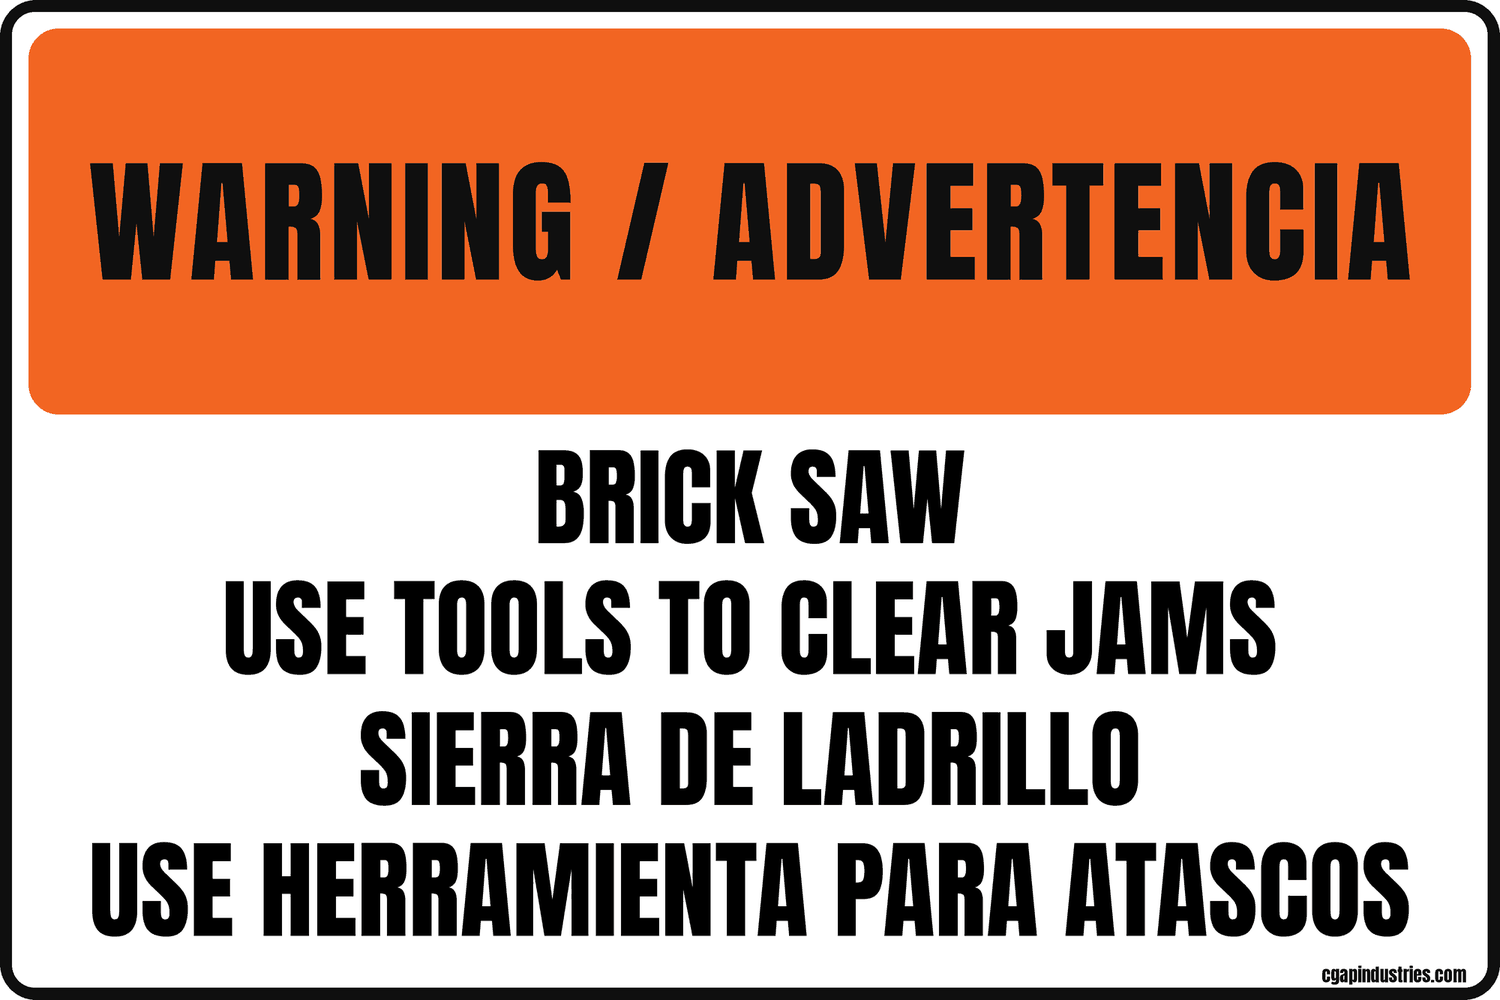 WARNING / ADVERTENCIA
BRICK SAW
USE TOOLS TO CLEAR JAMS
SIERRA DE LADRILLO
USE HERRAMIENTA PARA ATASCOS
cgapindustries.com